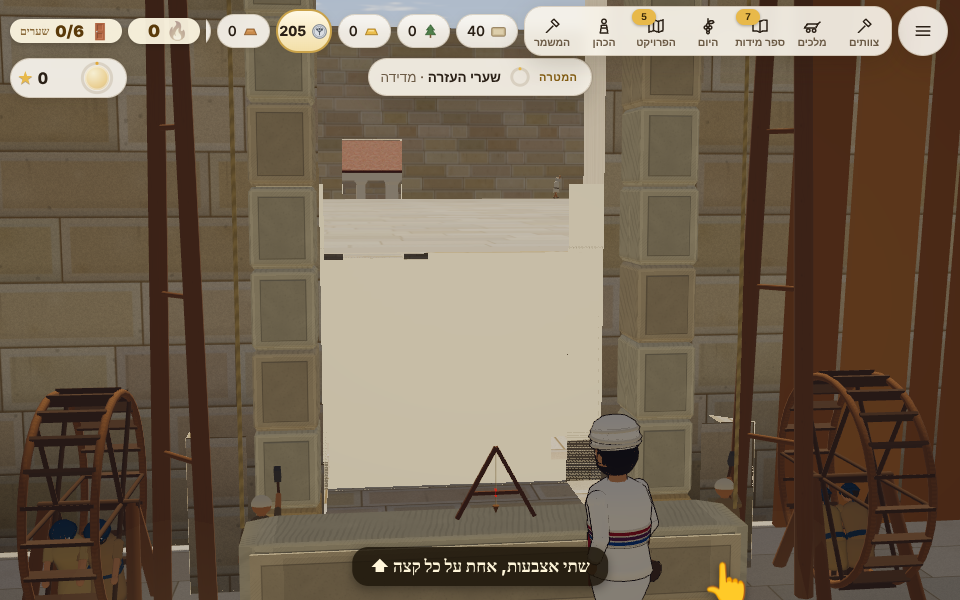 צוותים
מלכים
7
ספר מידות
היום
5
הפרויקט
הכהן
המשמר
40
0
0
205
0
0
0/6 שערים
0
המטרה שערי העזרה · מדידה
שתי אצבעות, אחת על כל קצה